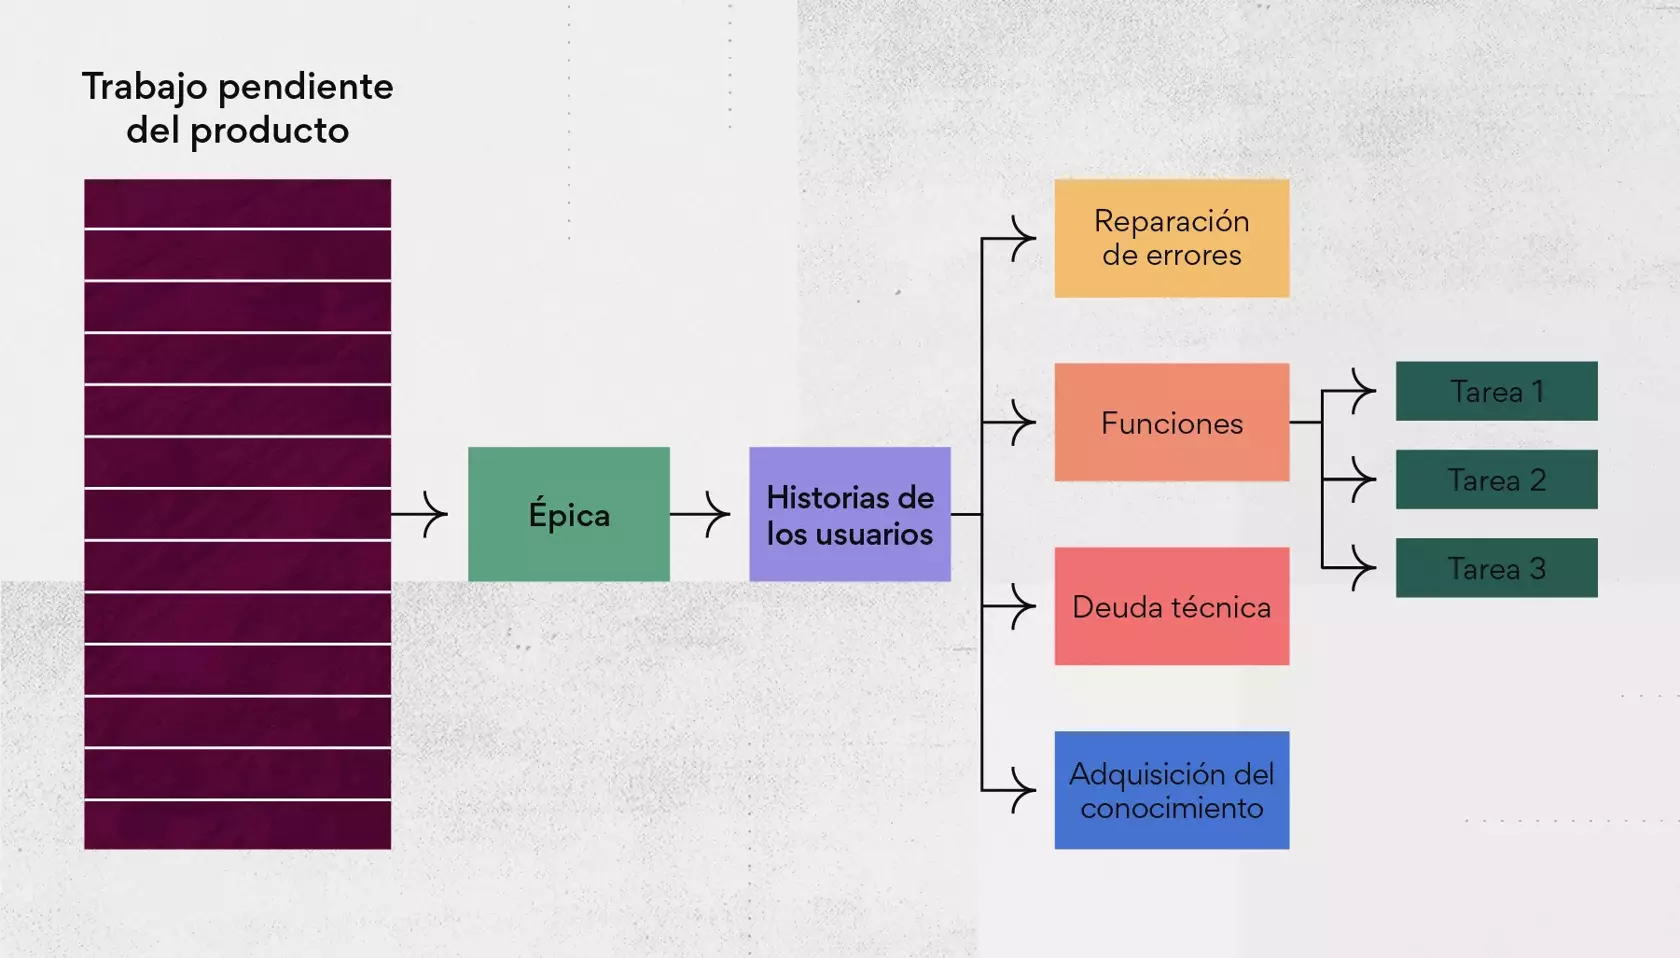 Trabajo pendiente
del producto
Épica
Historias de
los usuarios
Reparación
de errores
Funciones
Deuda técnica
Adquisición del
conocimiento
Tarea 1
Tarea 2
Tarea 3